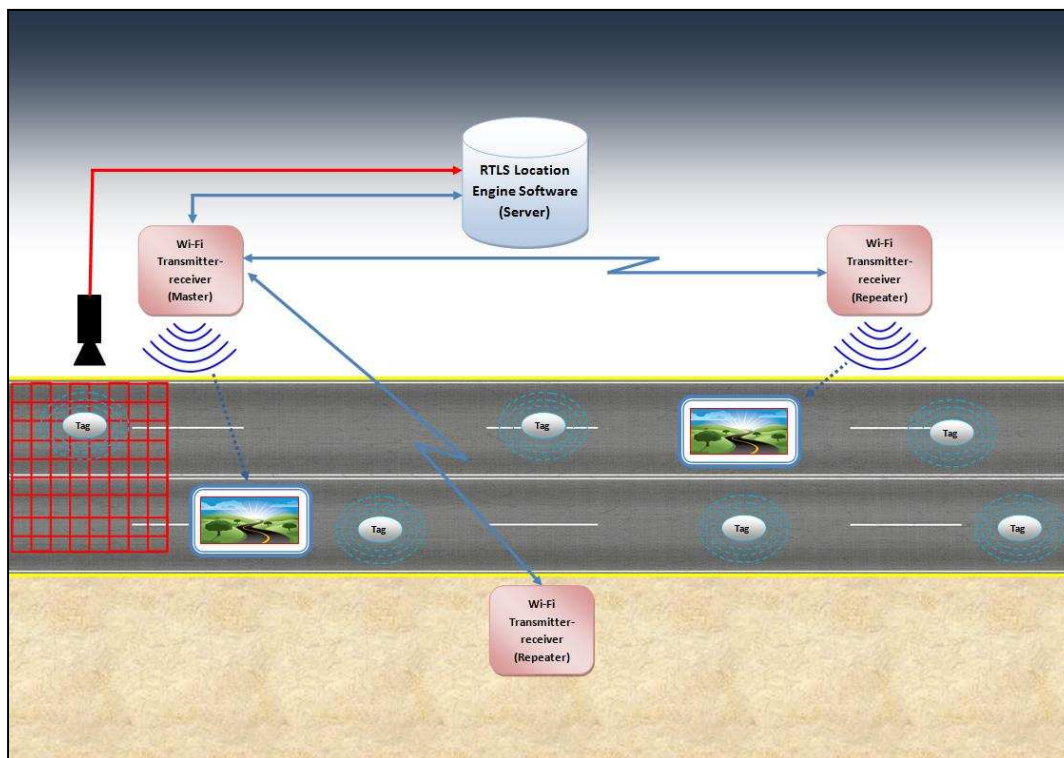 RTLS Location
Engine Software
(Server)
Wi-Fi
Transmitter-
receiver
(Master)
Wi-Fi
Transmitter-
receiver
(Repeater)
Tag
Tag
Tag
Tag
Tag
Tag
Wi-Fi
Transmitter-
receiver
(Repeater)